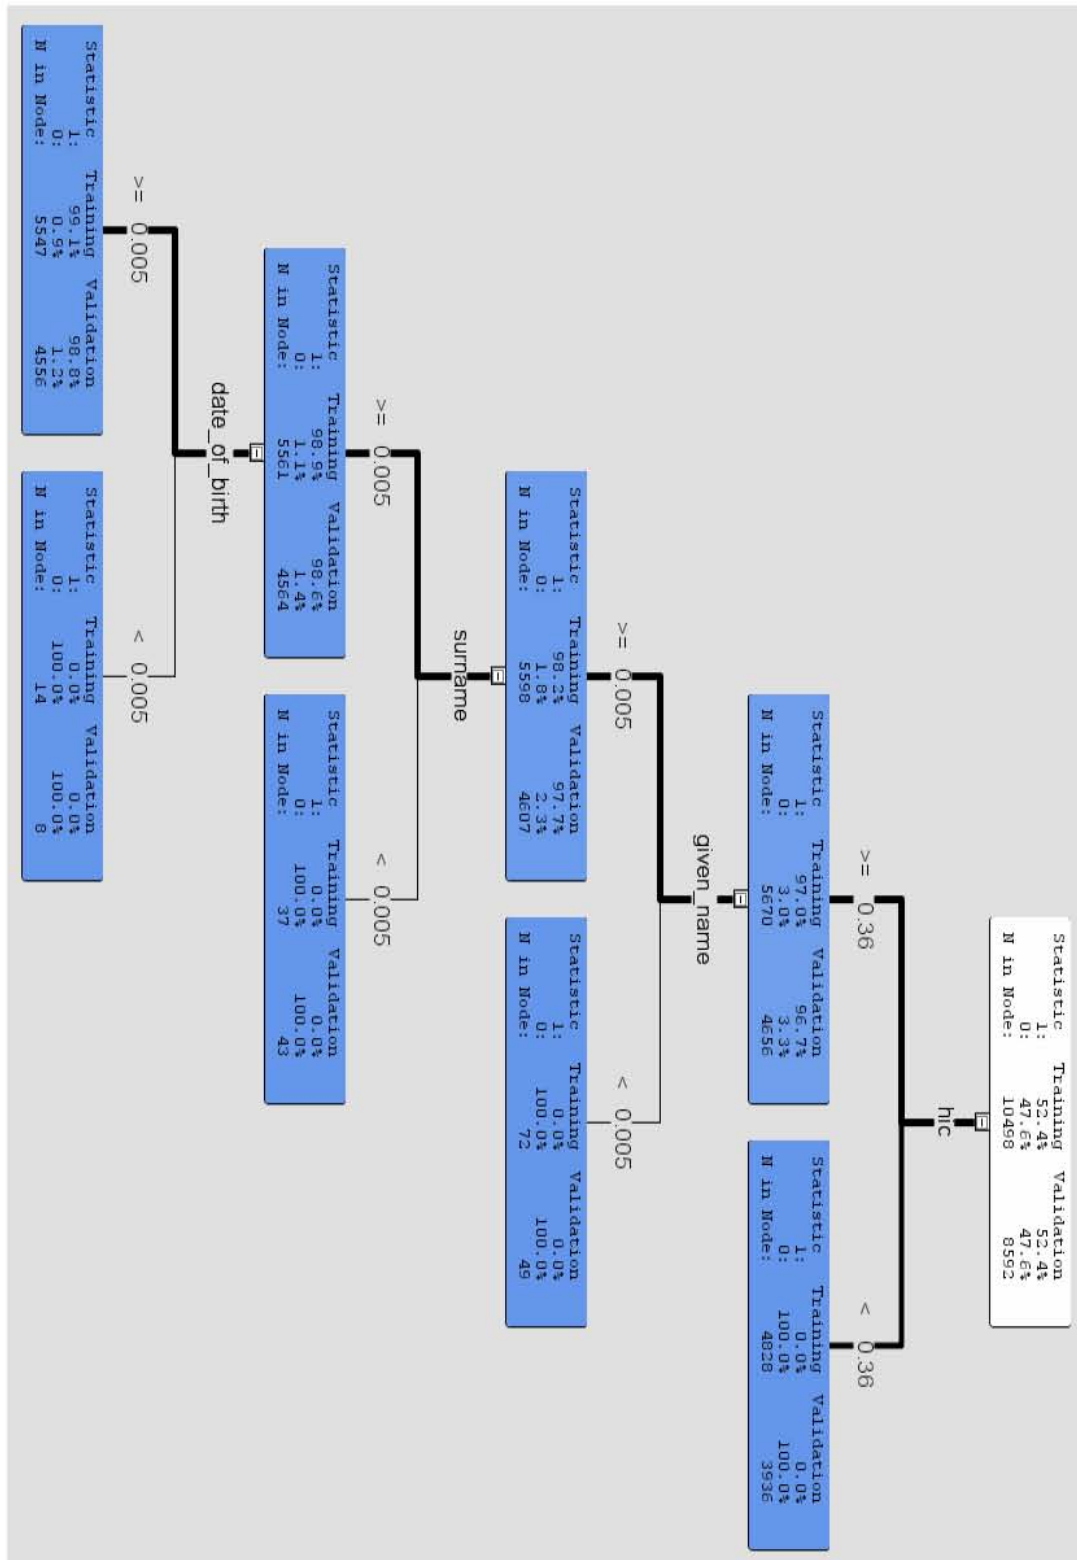 Statistic Training Validation
1: 52.4% 52.4%
0: 47.6% 47.6%
N in Node: 10498 8592
hic
>= 0.36
< 0.36
Statistic Training Validation
1: 97.0% 96.7%
0: 3.0% 3.3%
N in Node: 5670 4656
Statistic Training Validation
1: 0.0% 0.0%
0: 100.0% 100.0%
N in Node: 4828 3936
given_name
>= 0.005
< 0.005
Statistic Training Validation
1: 98.2% 97.7%
0: 1.8% 2.3%
N in Node: 5598 4607
Statistic Training Validation
1: 0.0% 0.0%
0: 100.0% 100.0%
N in Node: 72 49
surname
>= 0.005
< 0.005
Statistic Training Validation
1: 98.9% 98.6%
0: 1.1% 1.4%
N in Node: 5561 4564
Statistic Training Validation
1: 0.0% 0.0%
0: 100.0% 100.0%
N in Node: 37 43
date_of_birth
>= 0.005
< 0.005
Statistic Training Validation
1: 99.1% 98.8%
0: 0.9% 1.2%
N in Node: 5547 4556
Statistic Training Validation
1: 0.0% 0.0%
0: 100.0% 100.0%
N in Node: 14 8